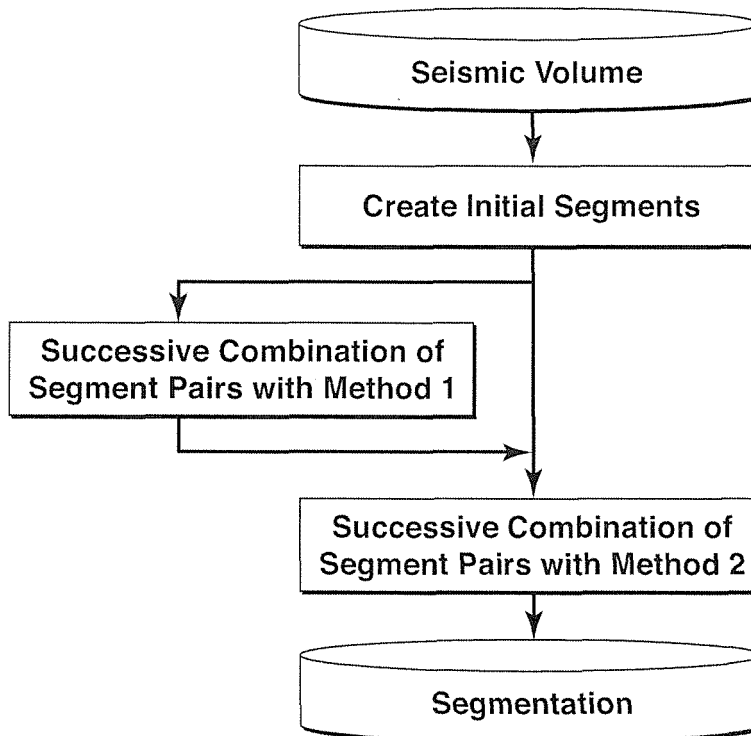 Seismic Volume
Create Initial Segments
Successive Combination of
Segment Pairs with Method 1
Successive Combination of
Segment Pairs with Method 2
Segmentation